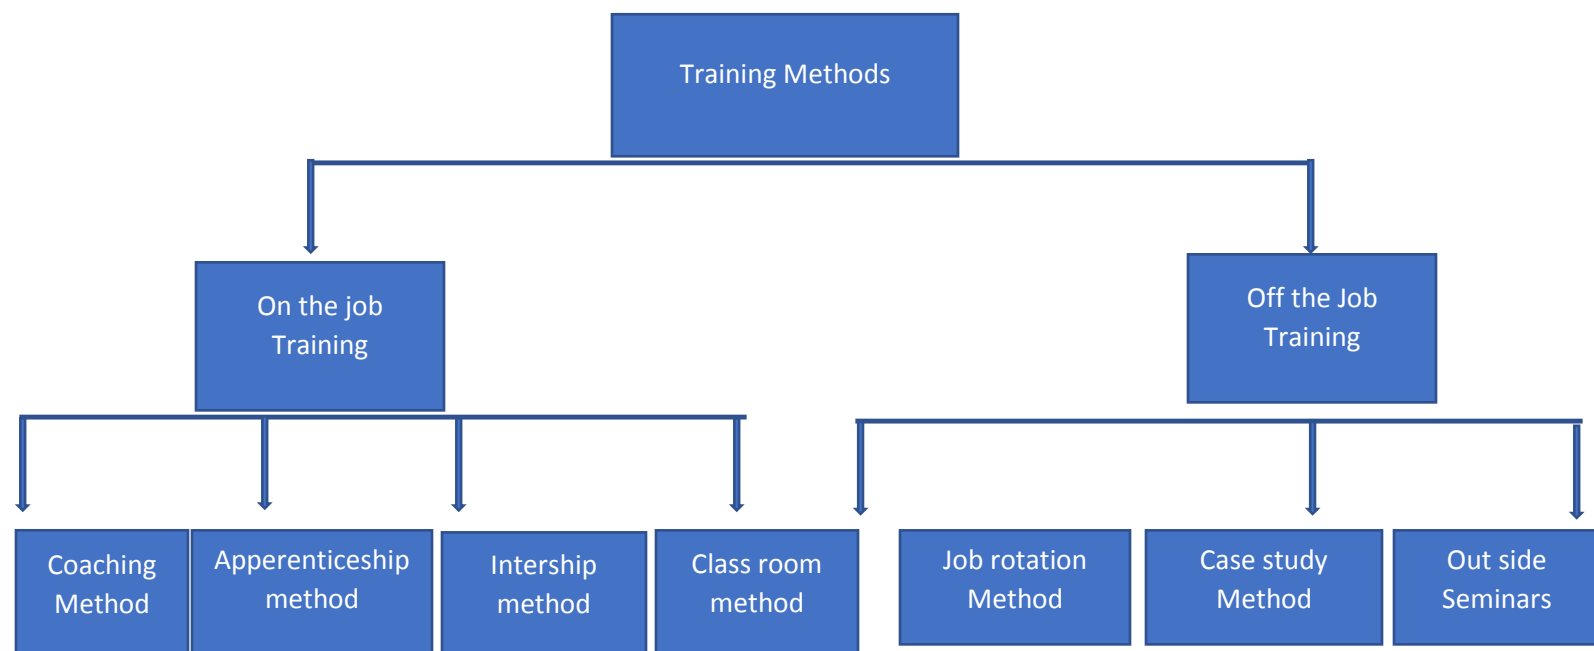 Training Methods
On the job
Training
Off the Job
Training
Coaching
Method
Apperenticeship
method
Intership
method
Class room
method
Job rotation
Method
Case study
Method
Out side
Seminars